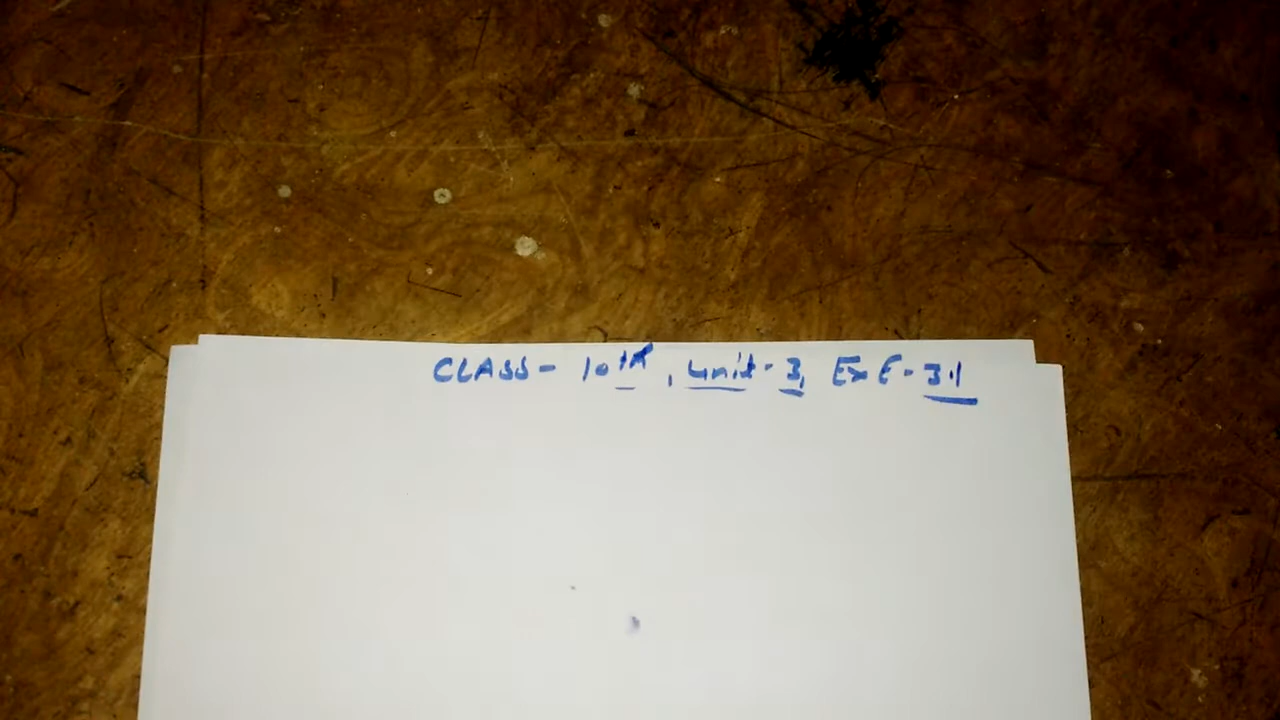 CLASS- 10th, unit- 3, Ex E- 3.1